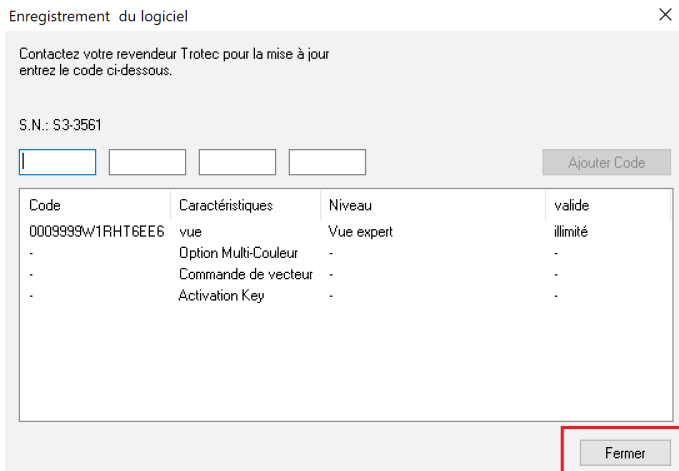 Enregistrement du logiciel
Contactez votre revendeur Trotec pour la mise à jour
entrez le code ci-dessous.
S.N.: S3-3561
Ajouter Code
Code Caractéristiques Niveau valide
0009999W1RHT6EE6 vue Vue expert illimité
- Option Multi-Couleur - -
- Commande de vecteur - -
- Activation Key - -
Fermer